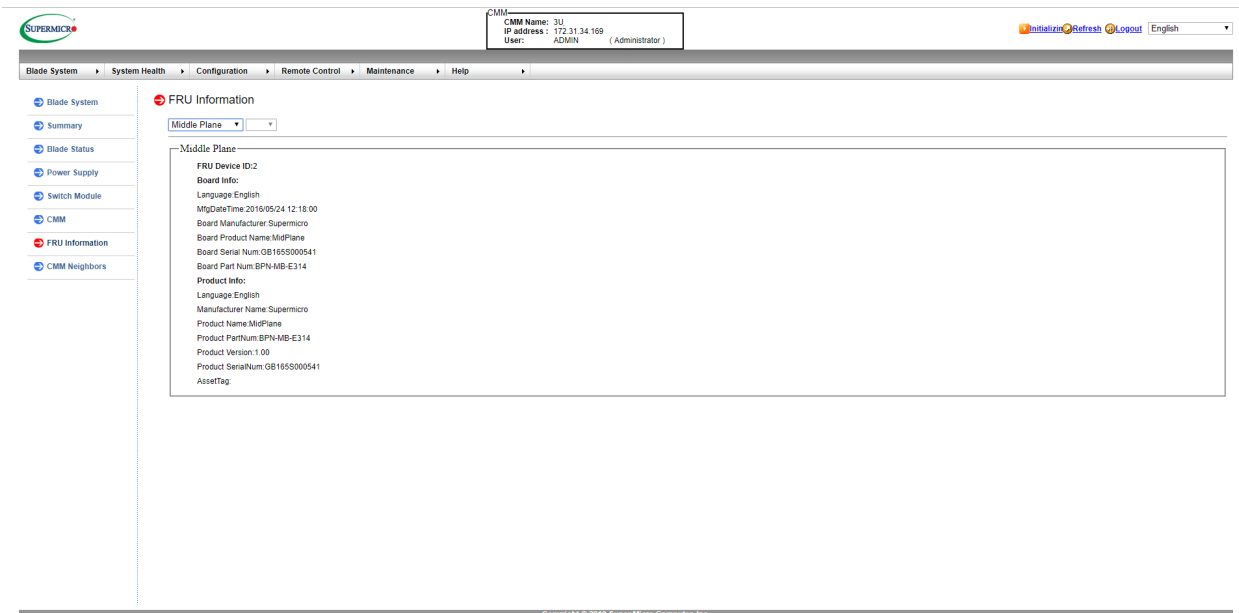 SUPERMICRO
CMM
CMM Name: 3U
IP address : 172.31.34.169
User: ADMIN ( Administrator )
Initializin Refresh Logout English
Blade System System Health Configuration Remote Control Maintenance Help
Blade System
Summary
Blade Status
Power Supply
Switch Module
CMM
FRU Information
CMM Neighbors
FRU Information
Middle Plane
Middle Plane
FRU Device ID:2
Board Info:
Language:English
MfgDateTime:2016/05/24 12:18:00
Board Manufacturer:Supermicro
Board Product Name:MidPlane
Board Serial Num:GB165S000541
Board Part Num:BPN-MB-E314
Product Info:
Language:English
Manufacturer Name:Supermicro
Product Name:MidPlane
Product PartNum:BPN-MB-E314
Product Version:1.00
Product SerialNum:GB165S000541
AssetTag: